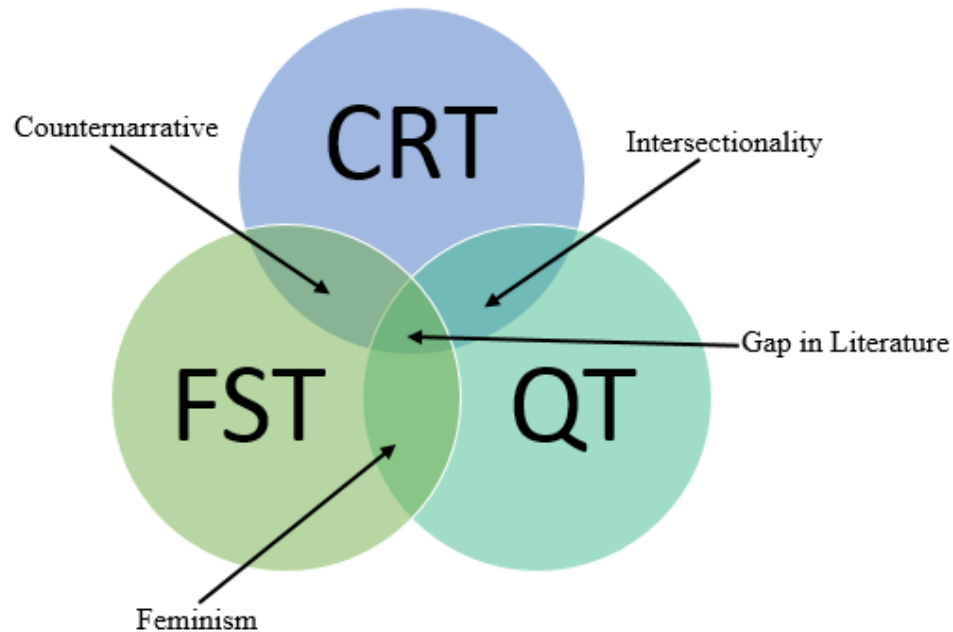 CRT
Counternarrative
Intersectionality
Gap in Literature
FST
QT
Feminism